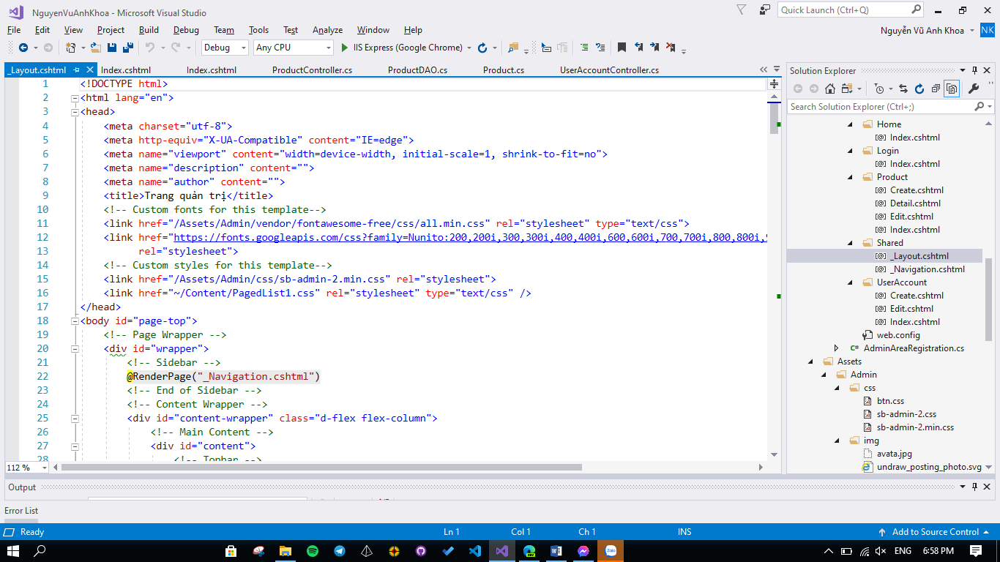 NguyenVuAnhKhoa - Microsoft Visual Studio
Quick Launch (Ctrl+Q)
File Edit View Project Build Debug Team Tools Test Analyze Window Help
Nguyễn Vũ Anh Khoa NK
Debug Any CPU IIS Express (Google Chrome)
_Layout.cshtml Index.cshtml Index.cshtml ProductController.cs ProductDAO.cs Product.cs UserAccountController.cs
1 <!DOCTYPE html>
2 <html lang="en">
3 <head>
4 <meta charset="utf-8">
5 <meta http-equiv="X-UA-Compatible" content="IE=edge">
6 <meta name="viewport" content="width=device-width, initial-scale=1, shrink-to-fit=no">
7 <meta name="description" content="">
8 <meta name="author" content="">
9 <title>Trang quản trị</title>
10 <!-- Custom fonts for this template-->
11 <link href="/Assets/Admin/vendor/fontawesome-free/css/all.min.css" rel="stylesheet" type="text/css">
12 <link href="https://fonts.googleapis.com/css?family=Nunito:200,200i,300,300i,400,400i,600,600i,700,700i,800,800i,
13 rel="stylesheet">
14 <!-- Custom styles for this template-->
15 <link href="/Assets/Admin/css/sb-admin-2.min.css" rel="stylesheet">
16 <link href="~/Content/PagedList1.css" rel="stylesheet" type="text/css" />
17 </head>
18 <body id="page-top">
19 <!-- Page Wrapper -->
20 <div id="wrapper">
21 <!-- Sidebar -->
22 @RenderPage("_Navigation.cshtml")
23 <!-- End of Sidebar -->
24 <!-- Content Wrapper -->
25 <div id="content-wrapper" class="d-flex flex-column">
26 <!-- Main Content -->
27 <div id="content">
28 <!-- Topbar -->
112 %
Solution Explorer
Search Solution Explorer (Ctrl+;)
Home
Index.cshtml
Login
Index.cshtml
Product
Create.cshtml
Detail.cshtml
Edit.cshtml
Index.cshtml
Shared
_Layout.cshtml
_Navigation.cshtml
UserAccount
Create.cshtml
Edit.cshtml
Index.cshtml
web.config
C# AdminAreaRegistration.cs
Assets
Admin
css
btn.css
sb-admin-2.css
sb-admin-2.min.css
img
avata.jpg
undraw_posting_photo.svg
Output
Error List
Ready Ln 1 Col 1 Ch 1 INS Add to Source Control
ENG 6:58 PM